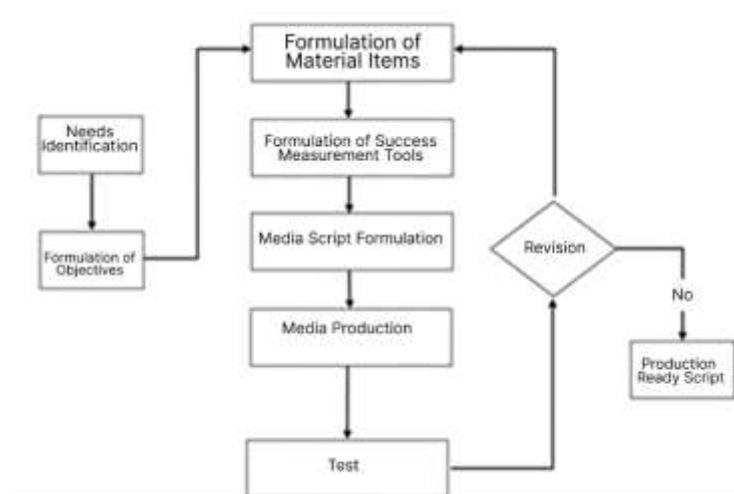 Needs
Identification
Formulation of
Objectives
Formulation of
Material Items
Formulation of Success
Measurement Tools
Media Script Formulation
Media Production
Test
Revision
No
Production
Ready Script